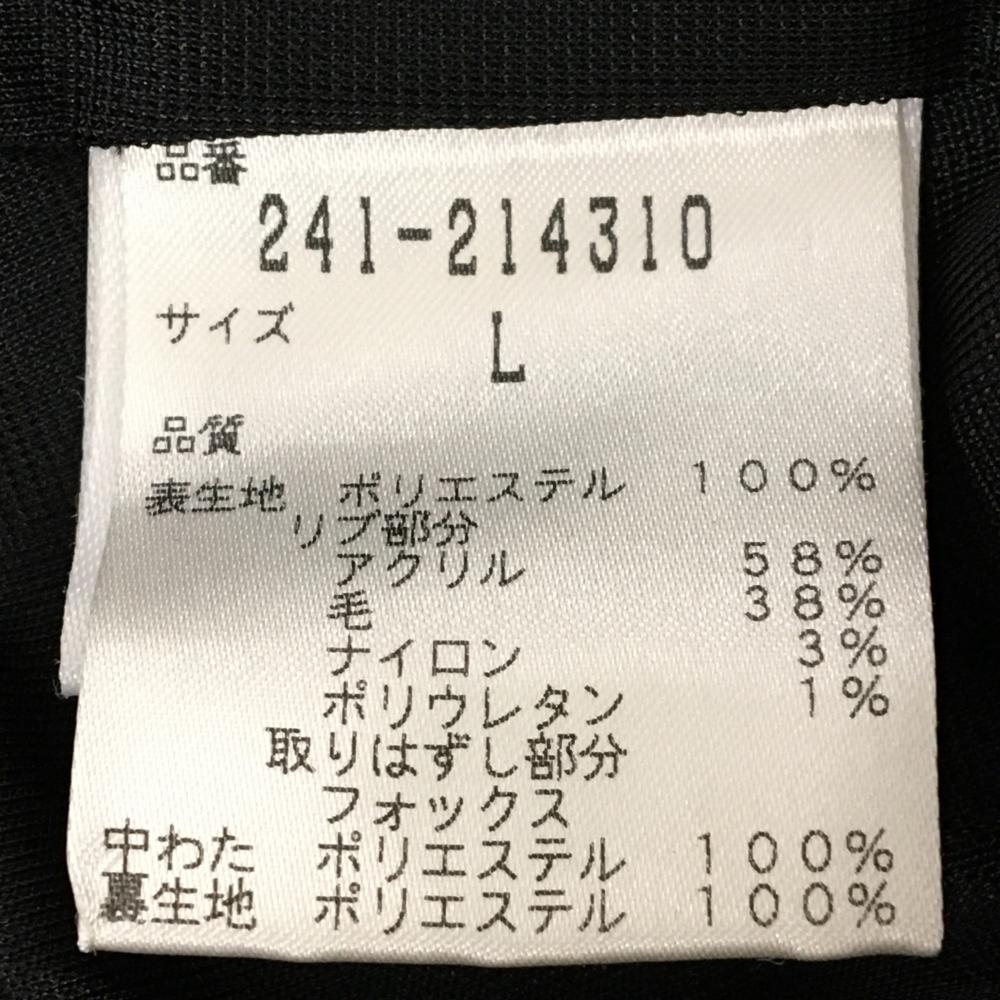 品番
241-214310
サイズ L
品質
表生地 ポリエステル 100%
リブ部分
アクリル 58%
毛 38%
ナイロン 3%
ポリウレタン 1%
取りはずし部分
フォックス
中わた ポリエステル 100%
裏生地 ポリエステル 100%